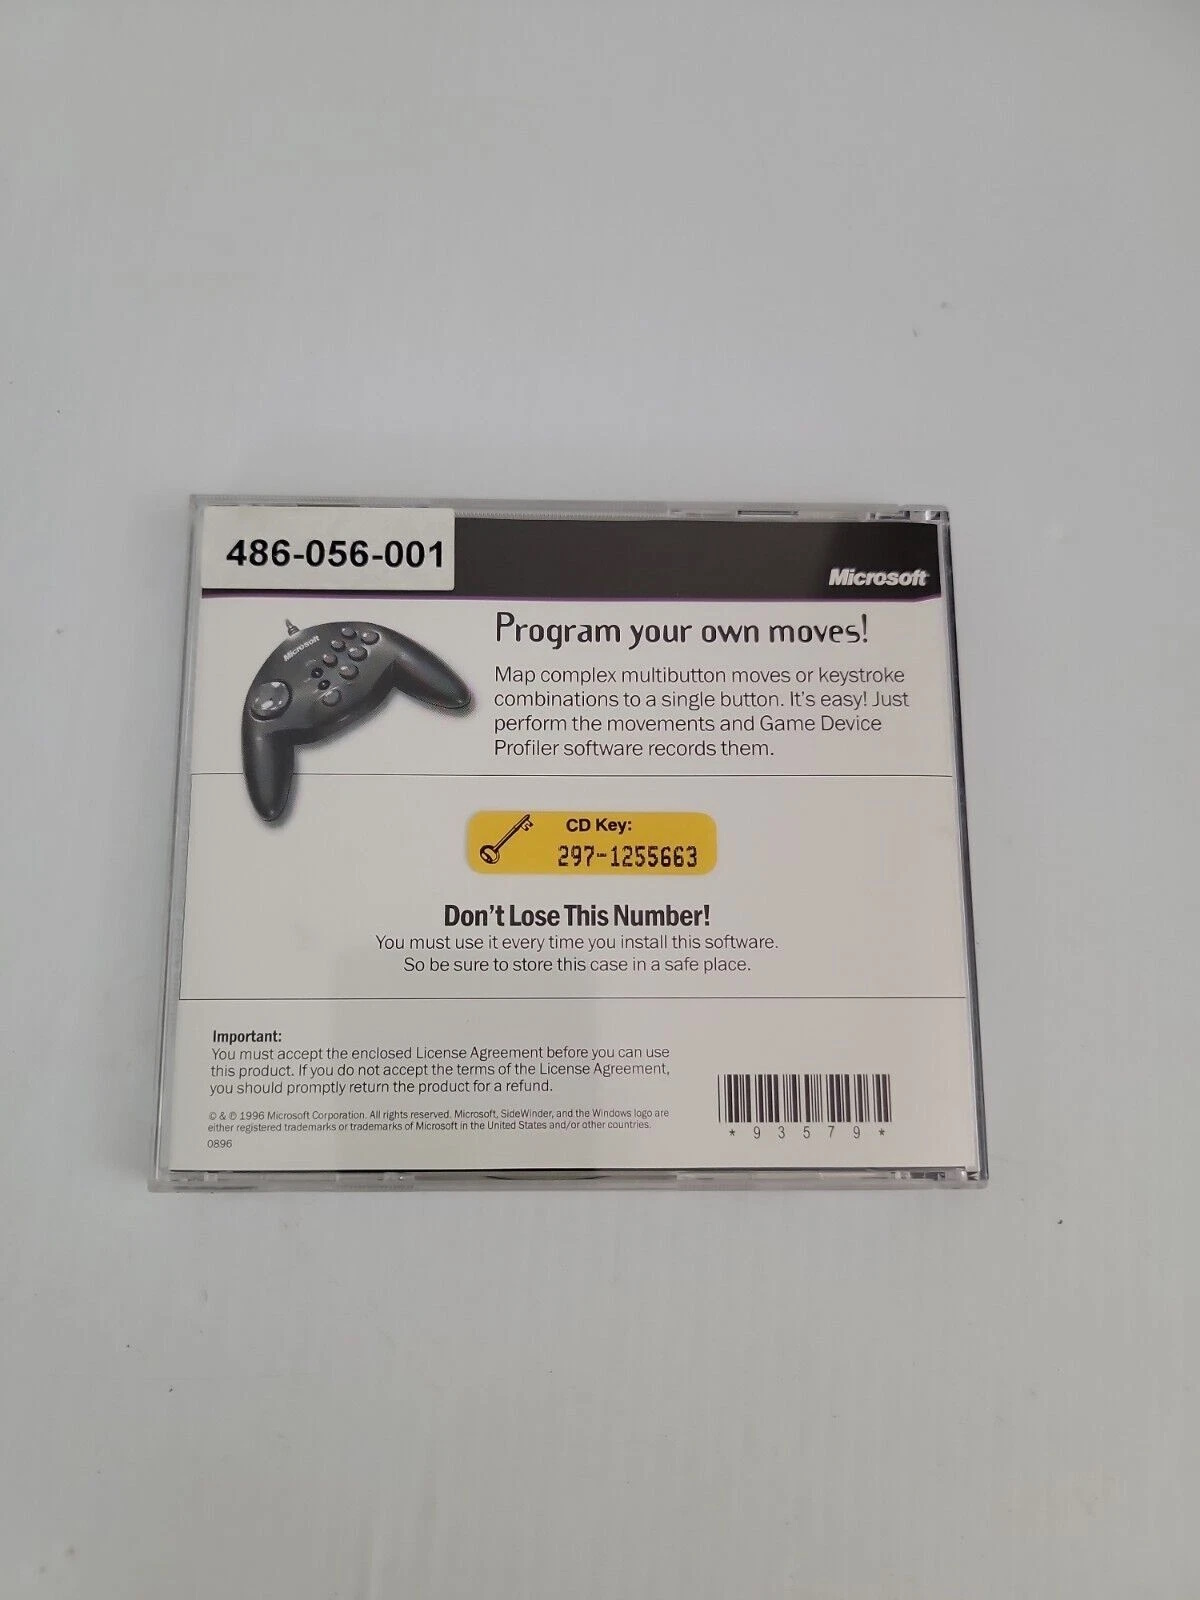 486-056-001
Microsoft
Microsoft
Program your own moves!
Map complex multibutton moves or keystroke
combinations to a single button. It's easy! Just
perform the movements and Game Device
Profiler software records them.
CD Key:
297-1255663
Don't Lose This Number!
You must use it every time you install this software.
So be sure to store this case in a safe place.
Important:
You must accept the enclosed License Agreement before you can use
this product. If you do not accept the terms of the License Agreement,
you should promptly return the product for a refund.
© & ℗ 1996 Microsoft Corporation. All rights reserved. Microsoft, SideWinder, and the Windows logo are
either registered trademarks or trademarks of Microsoft in the United States and/or other countries.
0896
* 9 3 5 7 9 *